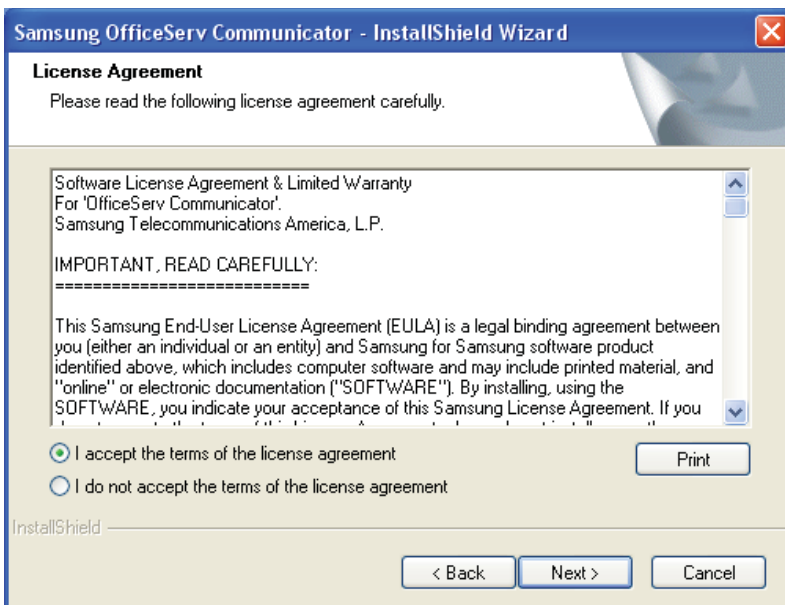 Samsung OfficeServ Communicator - InstallShield Wizard
License Agreement
Please read the following license agreement carefully.
Software License Agreement & Limited Warranty
For 'OfficeServ Communicator'.
Samsung Telecommunications America, L.P.
IMPORTANT, READ CAREFULLY:
===========================
This Samsung End-User License Agreement (EULA) is a legal binding agreement between
you (either an individual or an entity) and Samsung for Samsung software product
identified above, which includes computer software and may include printed material, and
"online" or electronic documentation ("SOFTWARE"). By installing, using the
SOFTWARE, you indicate your acceptance of this Samsung License Agreement. If you
I accept the terms of the license agreement
Print
I do not accept the terms of the license agreement
InstallShield
< Back Next > Cancel